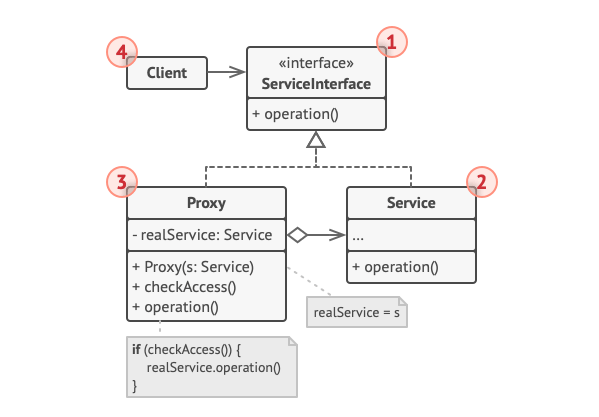 1
4
«interface»
Client
ServiceInterface
+ operation()
3
2
Proxy
Service
- realService: Service
...
+ Proxy(s: Service)
+ operation()
+ checkAccess()
+ operation()
realService = s
if (checkAccess()) {
realService.operation()
}